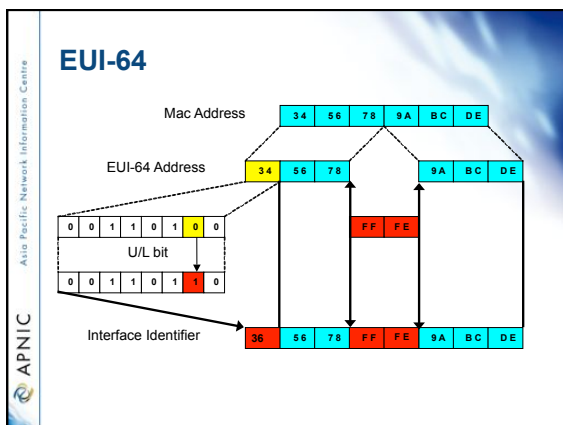 EUI-64
Mac Address
34 56 78 9A BC DE
EUI-64 Address
34 56 78 9A BC DE
0 0 1 1 0 1 0 0
FF FE
U/L bit
0 0 1 1 0 1 1 0
Interface Identifier
36 56 78 FF FE 9A BC DE
Asia Pacific Network Information Centre
APNIC